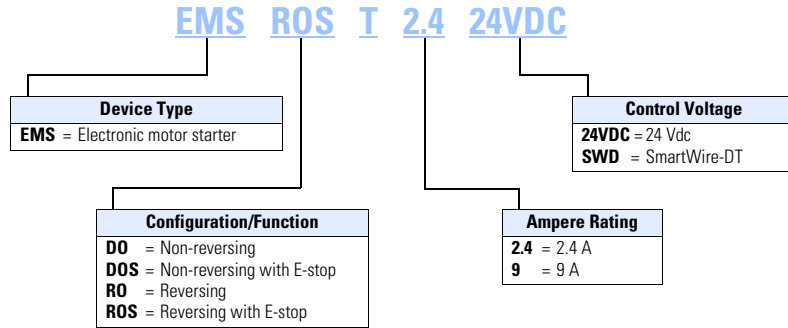 EMS ROS T 2.4 24VDC
Device Type
EMS = Electronic motor starter
Control Voltage
24VDC = 24 Vdc
SWD = SmartWire-DT
Configuration/Function
DO = Non-reversing
DOS = Non-reversing with E-stop
RO = Reversing
ROS = Reversing with E-stop
Ampere Rating
2.4 = 2.4 A
9 = 9 A